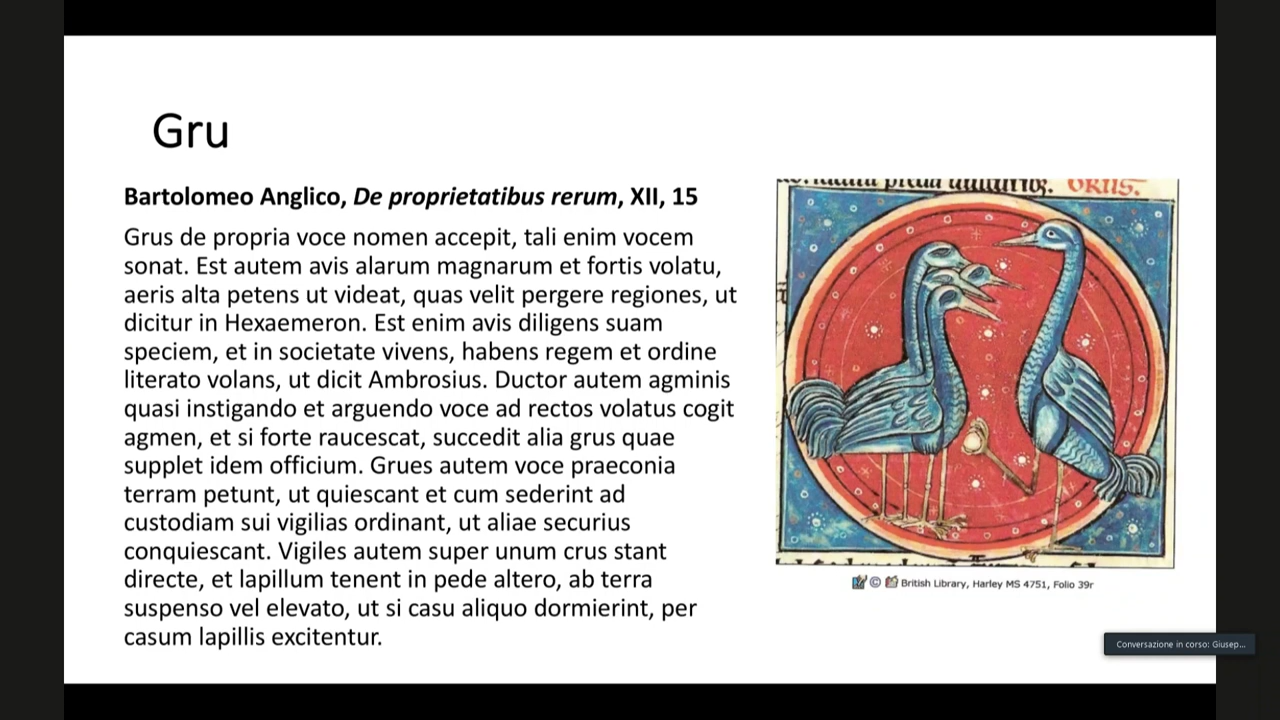 Gru
Bartolomeo Anglico, De proprietatibus rerum, XII, 15
Grus de propria voce nomen accepit, tali enim vocem
sonat. Est autem avis alarum magnarum et fortis volatu,
aeris alta petens ut videat, quas velit pergere regiones, ut
dicitur in Hexaemeron. Est enim avis diligens suam
speciem, et in societate vivens, habens regem et ordine
literato volans, ut dicit Ambrosius. Ductor autem agminis
quasi instigando et arguendo voce ad rectos volatus cogit
agmen, et si forte raucescat, succedit alia grus quae
supplet idem officium. Grues autem voce praeconia
terram petunt, ut quiescant et cum sederint ad
custodiam sui vigilias ordinant, ut aliae securius
conquiescant. Vigiles autem super unum crus stant
directe, et lapillum tenent in pede altero, ab terra
suspenso vel elevato, ut si casu aliquo dormierint, per
casum lapillis excitentur.
© British Library, Harley MS 4751, Folio 39r
Conversazione in corso: Giusep...